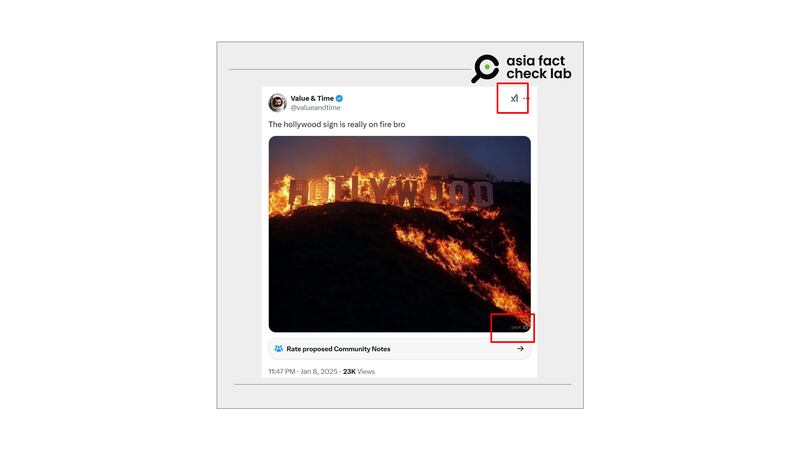 asia fact
check lab
Value & Time
@valueandtime
The hollywood sign is really on fire bro
HOLLYWOOD
Rate proposed Community Notes
11:47 PM · Jan 8, 2025 · 23K Views